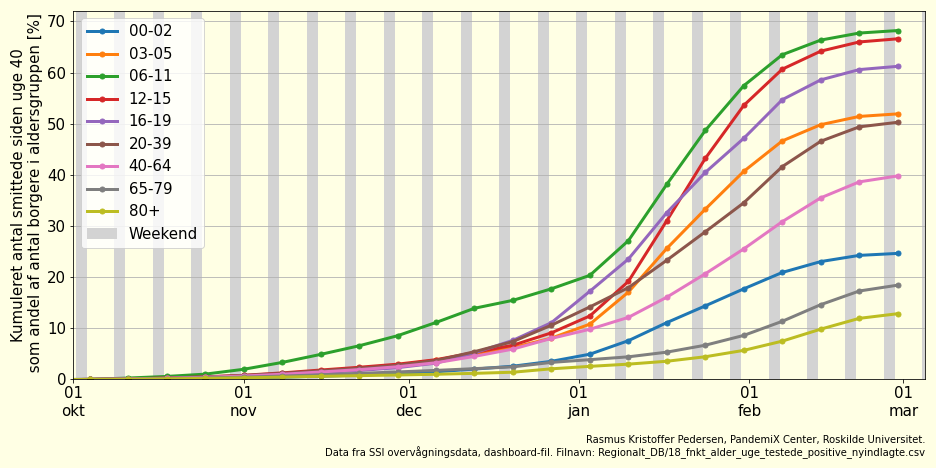 Kumuleret antal smittede siden uge 40
som andel af antal borgere i aldersgruppen [%]
70
60
50
40
30
20
10
0
00-02
03-05
06-11
12-15
16-19
20-39
40-64
65-79
80+
Weekend
01 01 01 01 01 01
okt nov dec jan feb mar
Rasmus Kristoffer Pedersen, PandemiX Center, Roskilde Universitet.
Data fra SSI overvågningsdata, dashboard-fil. Filnavn: Regionalt_DB/18_fnkt_alder_uge_testede_positive_nyindlagte.csv